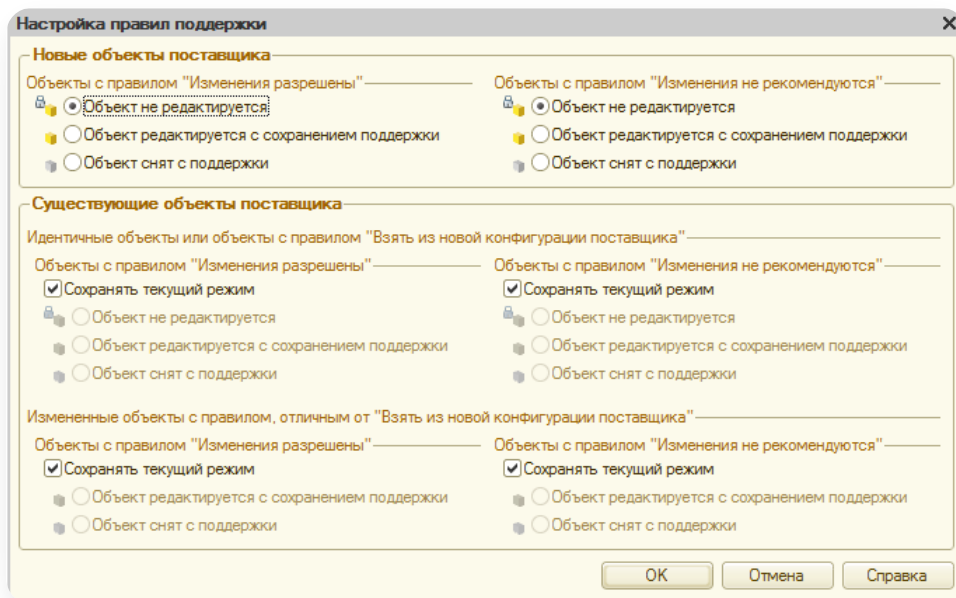 Настройка правил поддержки
Новые объекты поставщика
Объекты с правилом "Изменения разрешены"
Объект не редактируется
Объект редактируется с сохранением поддержки
Объект снят с поддержки
Объекты с правилом "Изменения не рекомендуются"
Объект не редактируется
Объект редактируется с сохранением поддержки
Объект снят с поддержки
Существующие объекты поставщика
Идентичные объекты или объекты с правилом "Взять из новой конфигурации поставщика"
Объекты с правилом "Изменения разрешены"
Сохранять текущий режим
Объект не редактируется
Объект редактируется с сохранением поддержки
Объект снят с поддержки
Объекты с правилом "Изменения не рекомендуются"
Сохранять текущий режим
Объект не редактируется
Объект редактируется с сохранением поддержки
Объект снят с поддержки
Измененные объекты с правилом, отличным от "Взять из новой конфигурации поставщика"
Объекты с правилом "Изменения разрешены"
Сохранять текущий режим
Объект редактируется с сохранением поддержки
Объект снят с поддержки
Объекты с правилом "Изменения не рекомендуются"
Сохранять текущий режим
Объект редактируется с сохранением поддержки
Объект снят с поддержки
ОК
Отмена
Справка